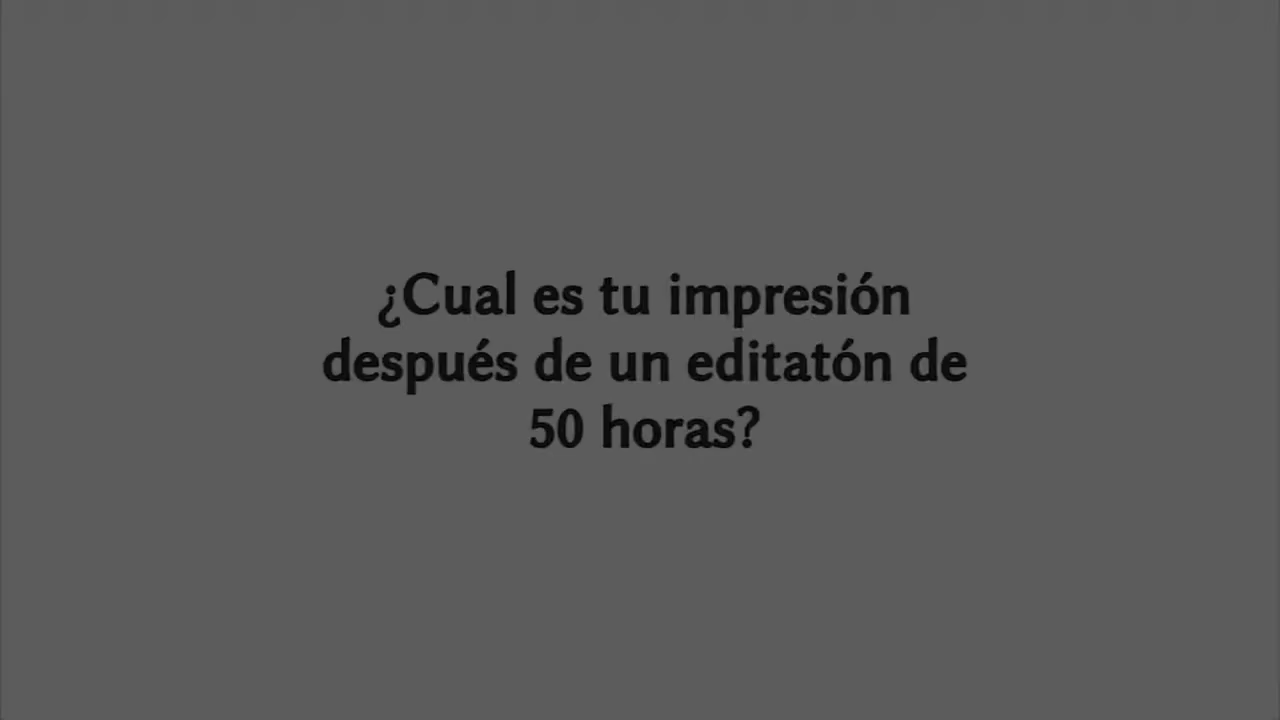 ¿Cual es tu impresión
después de un editatón de
50 horas?